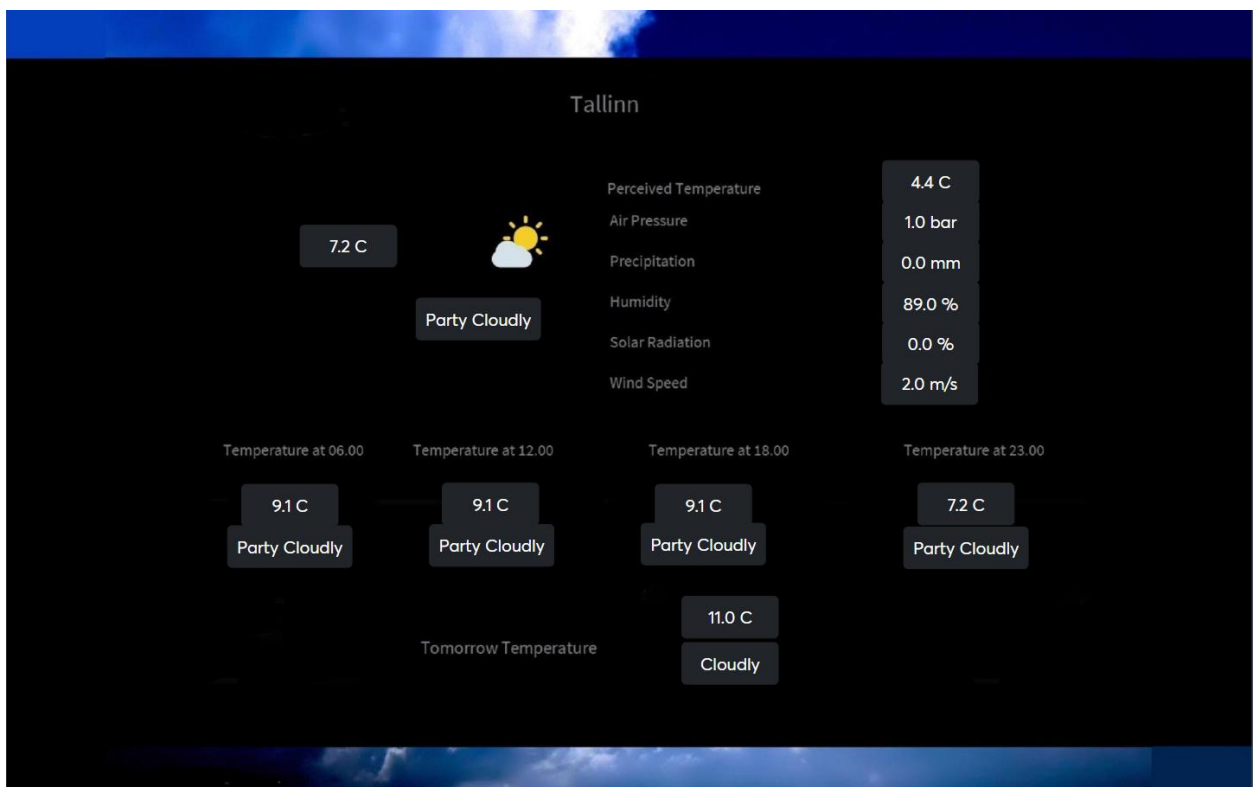 Tallinn
7.2 C
Party Cloudly
Perceived Temperature 4.4 C
Air Pressure 1.0 bar
Precipitation 0.0 mm
Humidity 89.0 %
Solar Radiation 0.0 %
Wind Speed 2.0 m/s
Temperature at 06.00 Temperature at 12.00 Temperature at 18.00 Temperature at 23.00
9.1 C 9.1 C 9.1 C 7.2 C
Party Cloudly Party Cloudly Party Cloudly Party Cloudly
Tomorrow Temperature
11.0 C
Cloudly